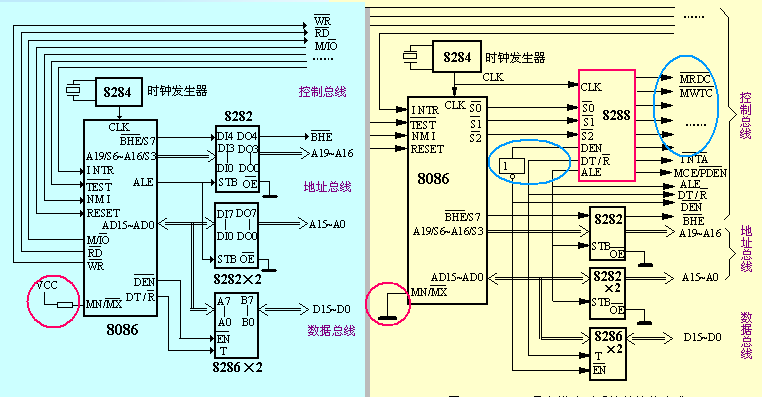 WR
RD
M/IO
......
8284
时钟发生器
控制总线
CLK
8282
BHE/S7
A19/S6~A16/S3
DI4 DO4
DI3 DO3
DI0 DO0
STB OE
BHE
A19~A16
INTR
ALE
TEST
NMI
RESET
地址总线
AD15~AD0
DI7 DO7
DI0 DO0
A15~A0
M/IO
RD
WR
STB OE
8282×2
VCC
DEN
DT/R
MN/MX
8086
A7 B7
A0 B0
D15~D0
EN
T
数据总线
8286×2
......
8284
时钟发生器
CLK
CLK
8288
MRDC
MWTC
控制总线
INTR
TEST
NMI
RESET
CLK
S0
S1
S2
S0
S1
S2
......
DEN
DT/R
ALE
1
INTA
MCE/PDEN
ALE
DT/R
DEN
BHE
8086
BHE/S7
A19/S6~A16/S3
8282
STB OE
A19~A16
地址总线
AD15~AD0
8282
×2
STB
OE
A15~A0
MN/MX
8286
×2
T
EN
D15~D0
数据总线